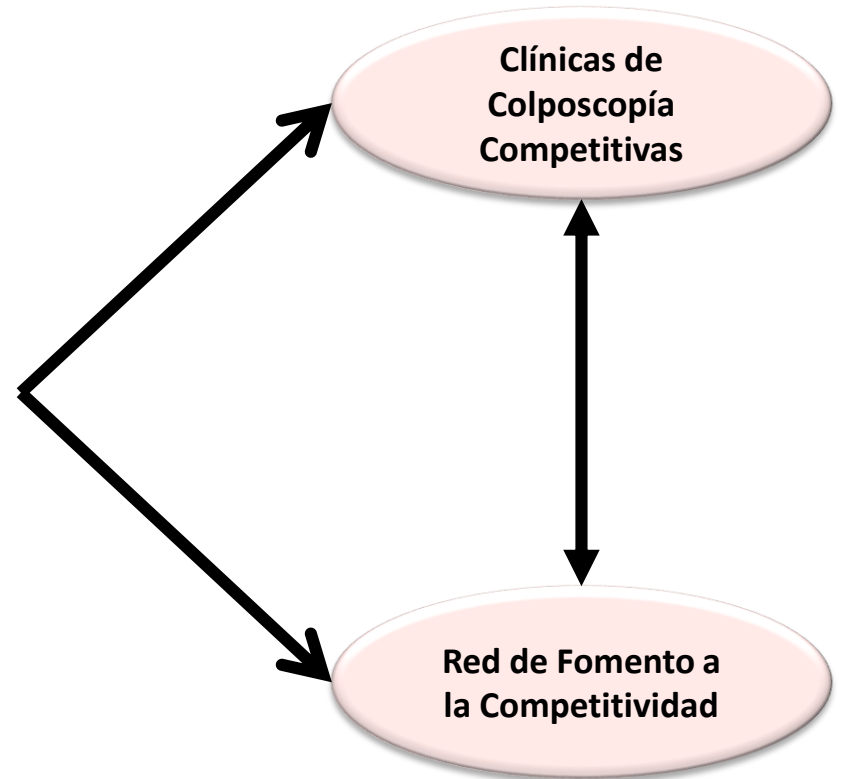 Clínicas de
Colposcopía
Competitivas
Red de Fomento a
la Competitividad